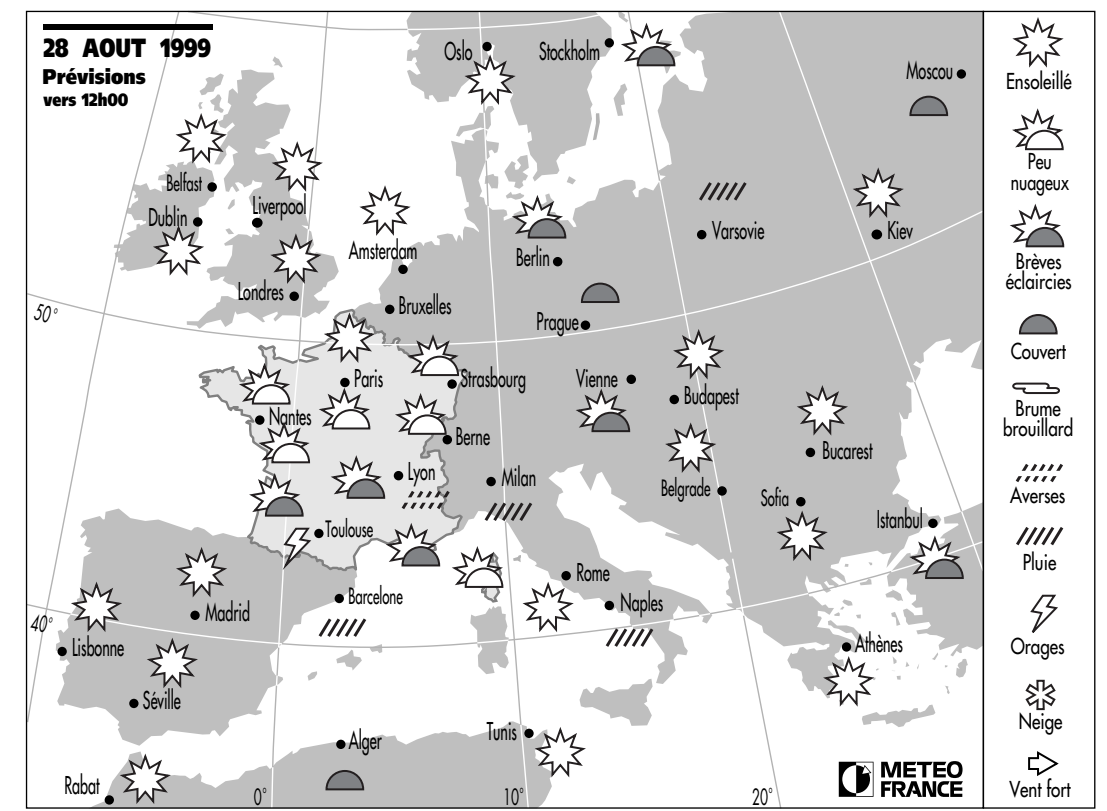 28 AOUT 1999
Prévisions
vers 12h00
Oslo
Stockholm
Moscou
Belfast
Dublin
Liverpool
Amsterdam
Londres
Bruxelles
Berlin
Varsovie
Kiev
Prague
50°
Paris
Strasbourg
Nantes
Berne
Lyon
Milan
Toulouse
Vienne
Budapest
Belgrade
Bucarest
Sofia
Istanbul
Barcelone
Madrid
Rome
Naples
40°
Lisbonne
Séville
Athènes
Alger
Tunis
Rabat
0°
10°
20°
METEO
FRANCE
Ensoleillé
Peu
nuageux
Brèves
éclaircies
Couvert
Brume
brouillard
Averses
Pluie
Orages
Neige
Vent fort